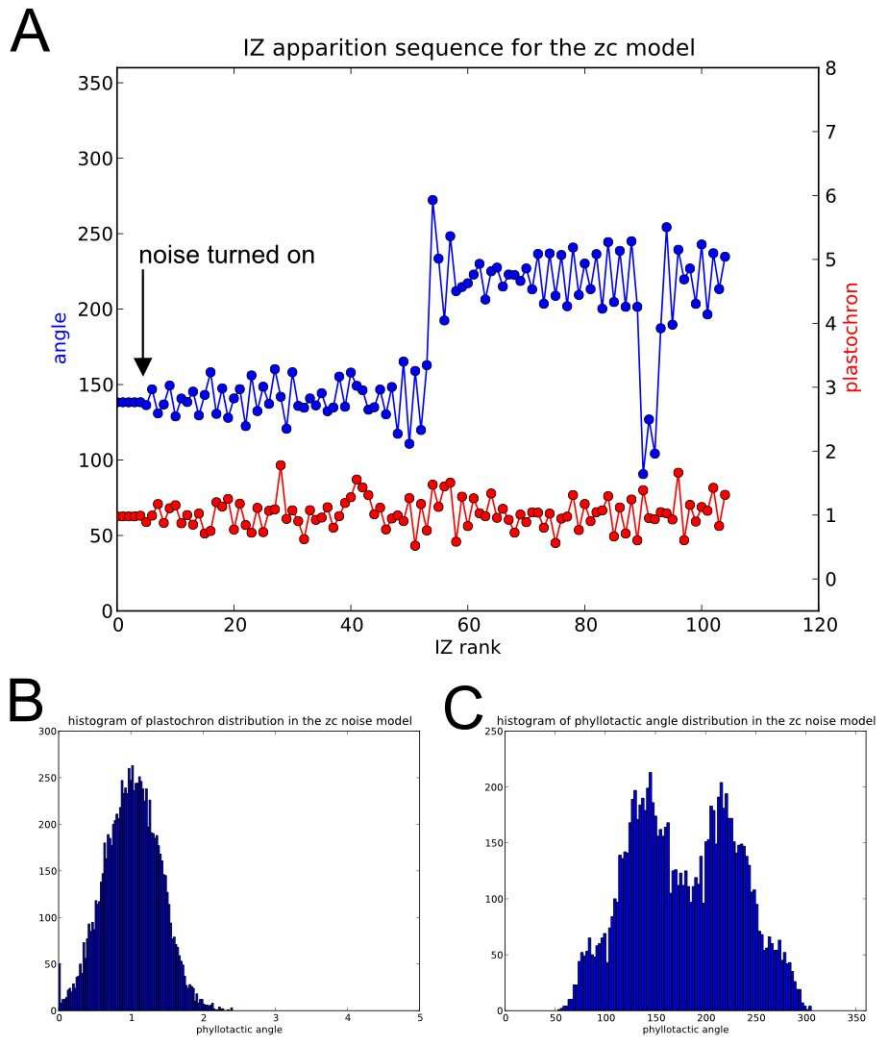 A
IZ apparition sequence for the zc model
350
300
250
200
150
100
50
0
angle
noise turned on
8
7
6
5
4
3
2
1
0
plastochron
0 20 40 60 80 100 120
IZ rank
B
histogram of plastochron distribution in the zc noise model
300
250
200
150
100
50
0
0 1 2 3 4 5
phyllotactic angle
C
histogram of phyllotactic angle distribution in the zc noise model
250
200
150
100
50
0
0 50 100 150 200 250 300 350
phyllotactic angle